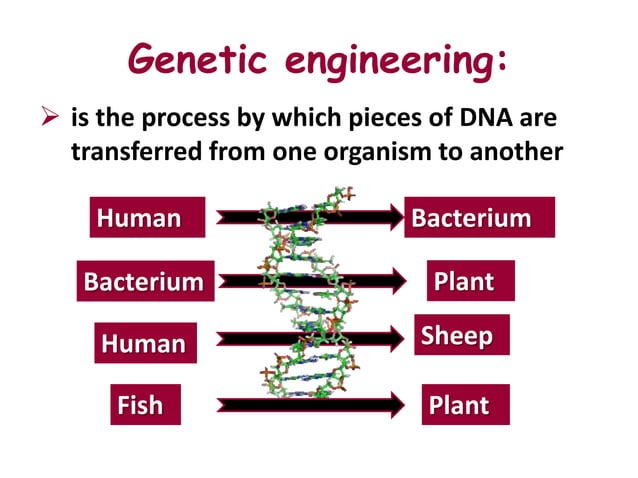 Genetic engineering:
➢ is the process by which pieces of DNA are
transferred from one organism to another
Human Bacterium
Bacterium Plant
Human Sheep
Fish Plant